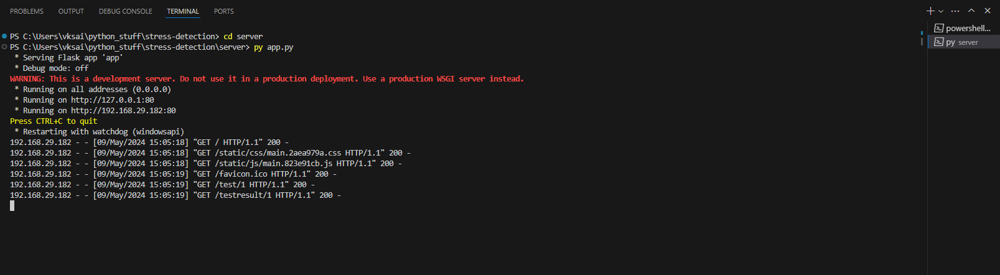 PROBLEMS OUTPUT DEBUG CONSOLE TERMINAL PORTS
PS C:\Users\vksai\python_stuff\stress-detection> cd server
PS C:\Users\vksai\python_stuff\stress-detection\server> py app.py
* Serving Flask app 'app'
* Debug mode: off
WARNING: This is a development server. Do not use it in a production deployment. Use a production WSGI server instead.
* Running on all addresses (0.0.0.0)
* Running on http://127.0.0.1:80
* Running on http://192.168.29.182:80
Press CTRL+C to quit
* Restarting with watchdog (windowsapi)
192.168.29.182 - - [09/May/2024 15:05:18] "GET / HTTP/1.1" 200 -
192.168.29.182 - - [09/May/2024 15:05:18] "GET /static/css/main.2aea979a.css HTTP/1.1" 200 -
192.168.29.182 - - [09/May/2024 15:05:18] "GET /static/js/main.823e91cb.js HTTP/1.1" 200 -
192.168.29.182 - - [09/May/2024 15:05:19] "GET /favicon.ico HTTP/1.1" 200 -
192.168.29.182 - - [09/May/2024 15:05:19] "GET /test/1 HTTP/1.1" 200 -
192.168.29.182 - - [09/May/2024 15:05:19] "GET /testresult/1 HTTP/1.1" 200 -
powershell...
py server